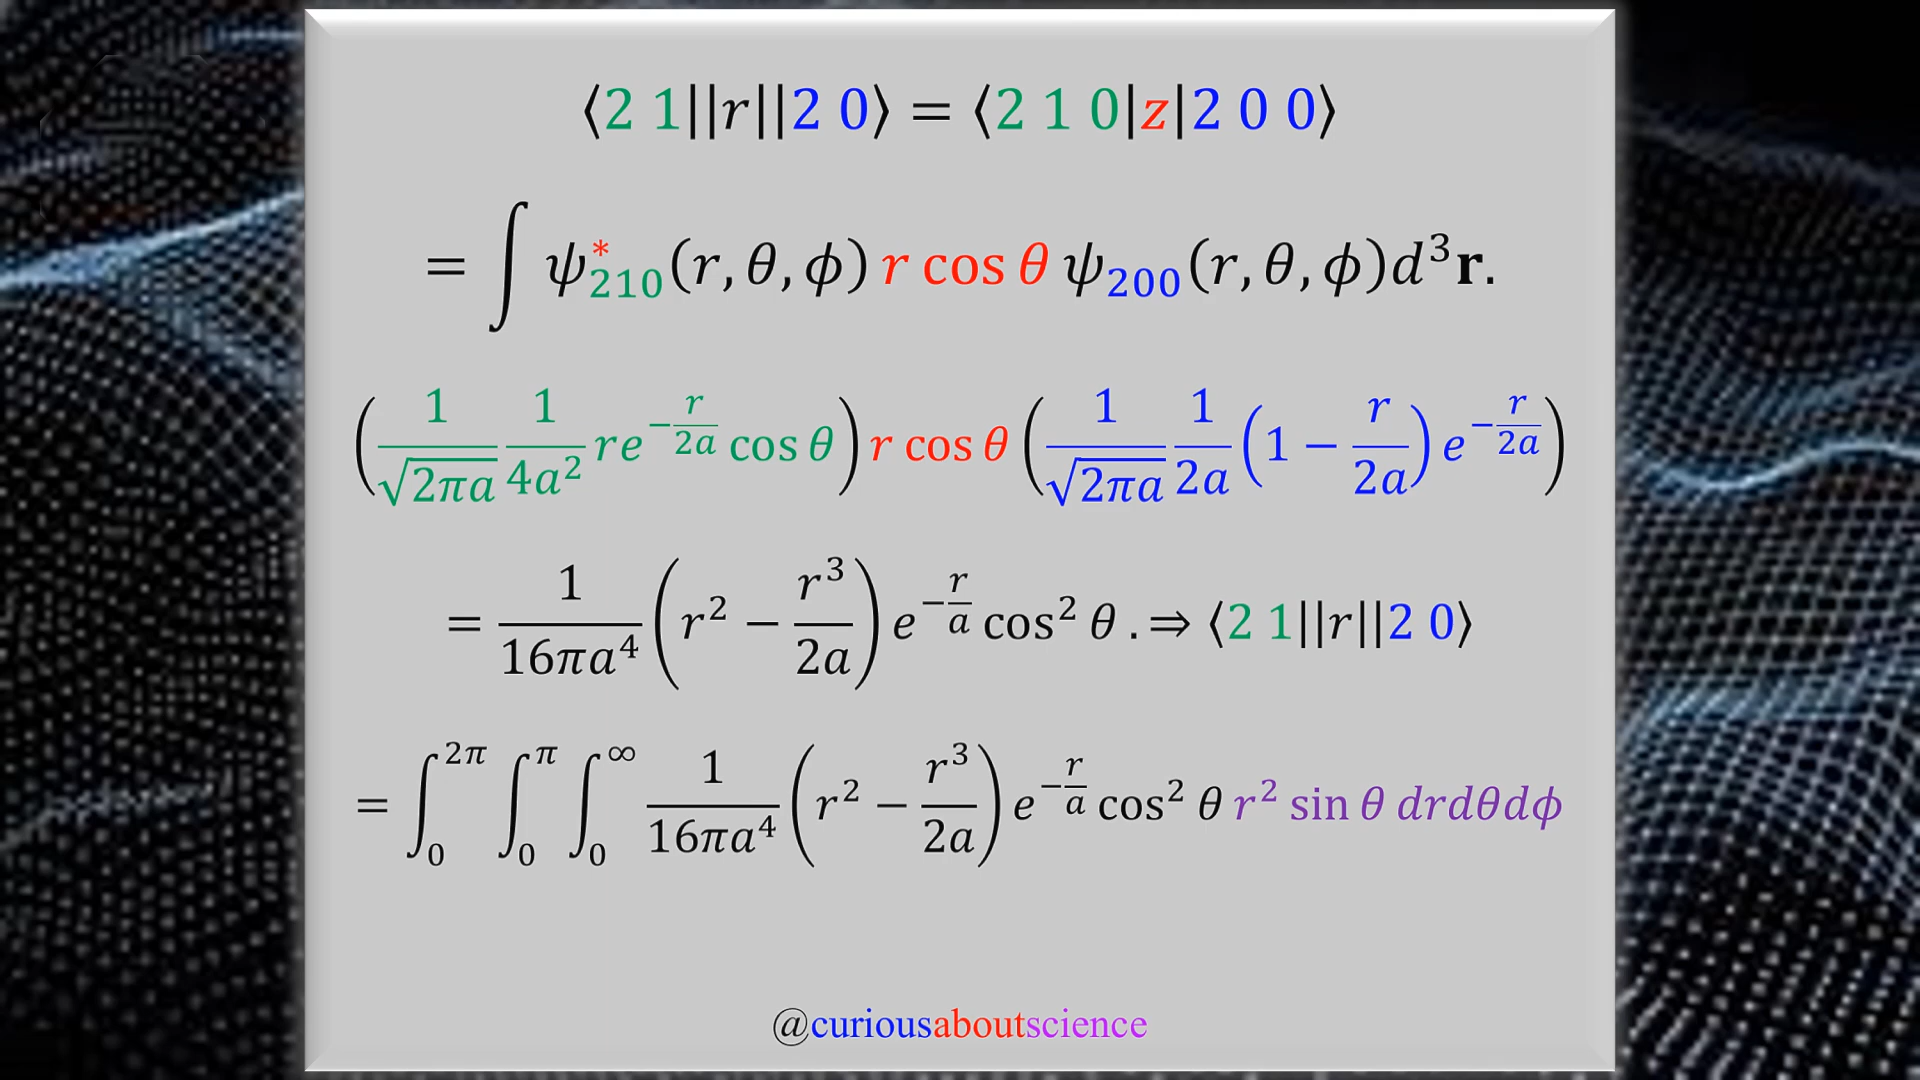 ⟨2 1||r||2 0⟩ = ⟨2 1 0|z|2 0 0⟩
= ∫ ψ*₂₁₀(r, θ, ϕ) r cos θ ψ₂₀₀(r, θ, ϕ)d³𝐫.
(1/√(2πa) 1/(4a²) re^(−r/(2a)) cos θ) r cos θ (1/√(2πa) 1/(2a) (1 − r/(2a)) e^(−r/(2a)))
= 1/(16πa⁴) (r² − r³/(2a)) e^(−r/a) cos² θ . ⇒ ⟨2 1||r||2 0⟩
= ∫₀^(2π) ∫₀^π ∫₀^∞ 1/(16πa⁴) (r² − r³/(2a)) e^(−r/a) cos² θ r² sin θ drdθdϕ
@curiousaboutscience